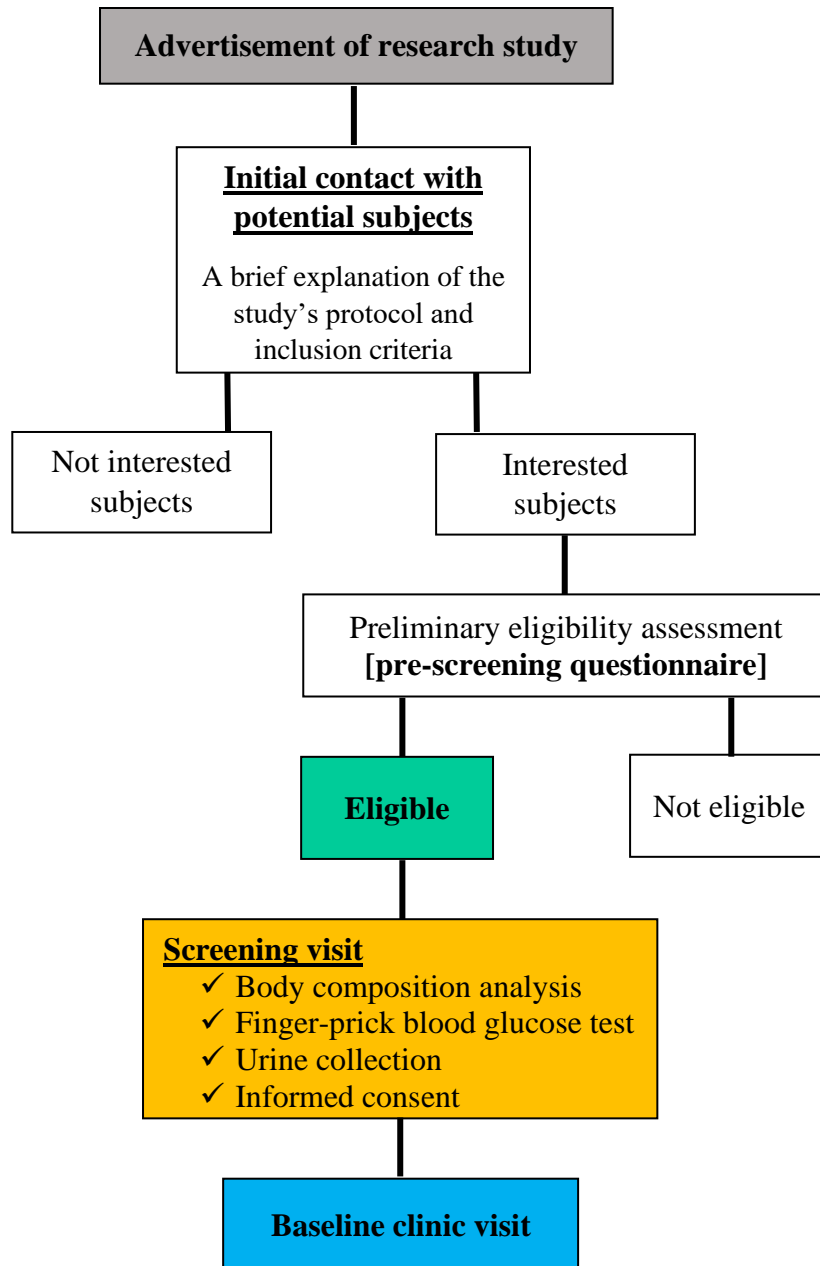 Advertisement of research study
Initial contact with
potential subjects
A brief explanation of the
study’s protocol and
inclusion criteria
Not interested
subjects
Interested
subjects
Preliminary eligibility assessment
[pre-screening questionnaire]
Eligible
Not eligible
Screening visit
✓ Body composition analysis
✓ Finger-prick blood glucose test
✓ Urine collection
✓ Informed consent
Baseline clinic visit